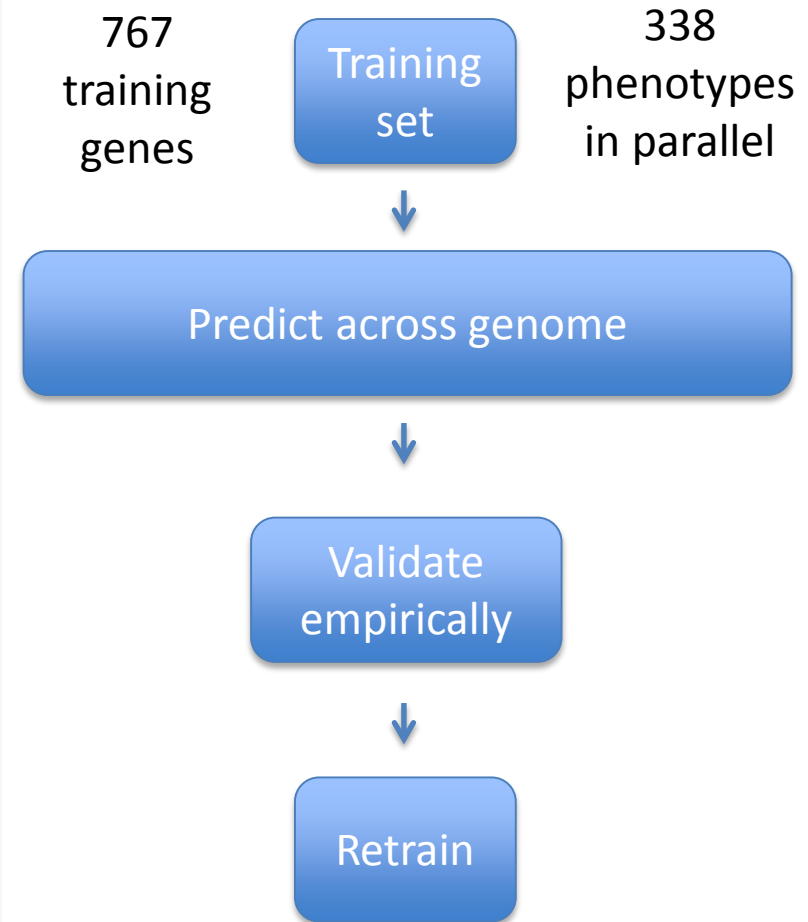 767
training
genes
Training
set
338
phenotypes
in parallel
Predict across genome
Validate
empirically
Retrain